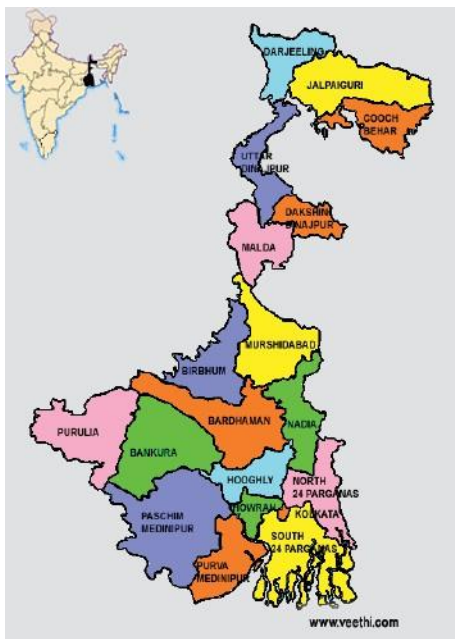 DARJEELING
JALPAIGURI
COOCH
BEHAR
UTTAR
DINAJPUR
DAKSHIN
DINAJPUR
MALDA
MURSHIDABAD
BIRBHUM
BARDHAMAN
NADIA
PURULIA
BANKURA
HOOGHLY
NORTH
24 PARGANAS
HOWRAH
KOLKATA
PASCHIM
MEDINIPUR
SOUTH
24 PARGANAS
PURVA
MEDINIPUR
www.veethi.com